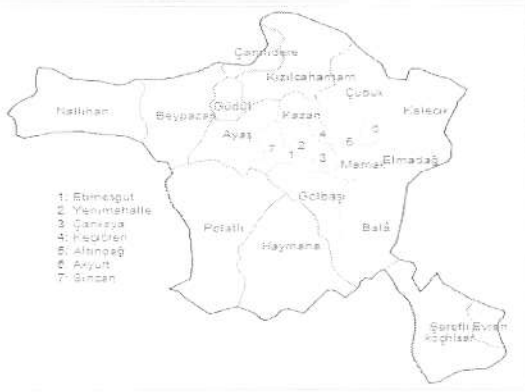 Çamlıdere
Kızılcahamam
Çubuk
Nallıhan
Beypazarı
Güdül
Kazan
Kalecik
Ayaş
4
6
5
7
2
1
3
Mamak
Elmadağ
Gölbaşı
1: Etimesgut
2: Yenimahalle
3: Çankaya
4: Keçiören
5: Altındağ
6: Akyurt
7: Sincan
Polatlı
Haymana
Balâ
Şerefli Evren
koçhisar